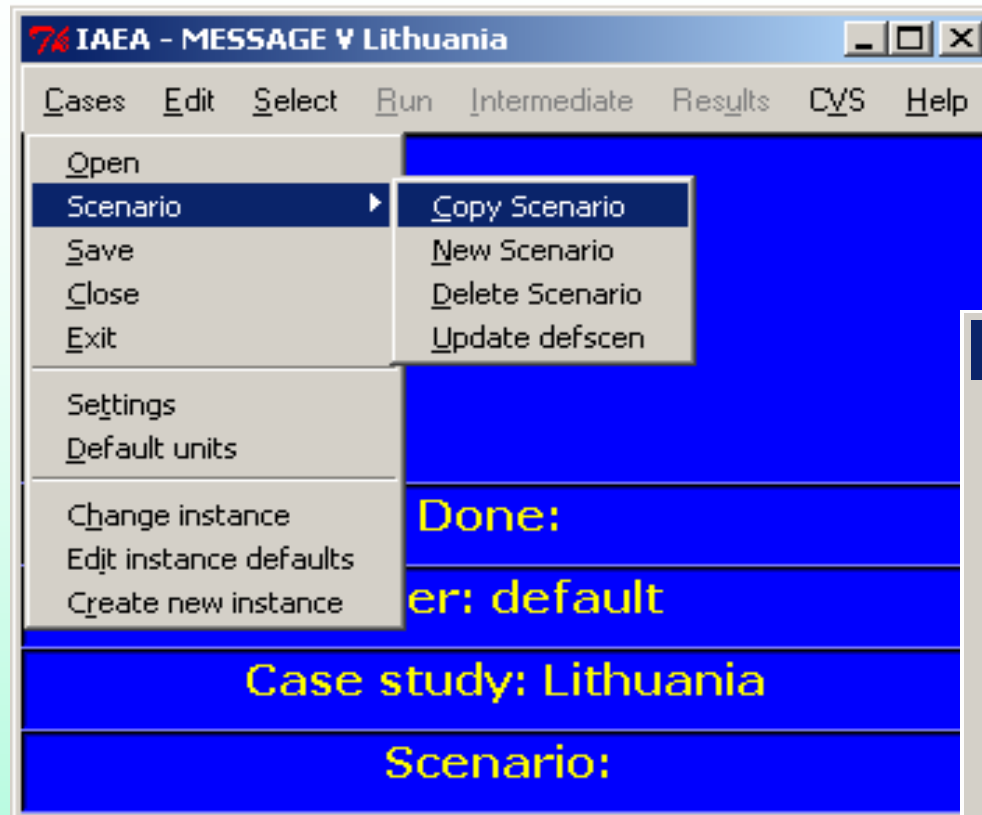 IAEA - MESSAGE V Lithuania
Cases Edit Select Run Intermediate Results CVS Help
Open
Scenario
Save
Close
Exit
Settings
Default units
Change instance
Edit instance defaults
Create new instance
Copy Scenario
New Scenario
Delete Scenario
Update defscen
Done:
er: default
Case study: Lithuania
Scenario: